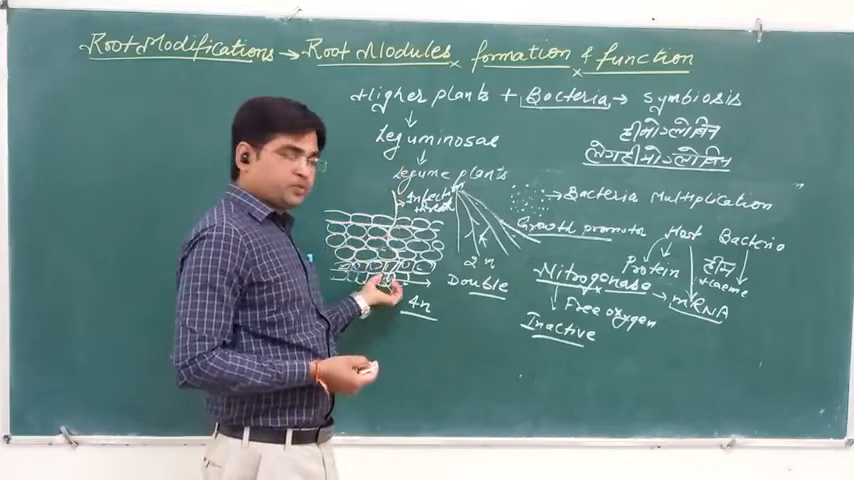 Root Modifications → Root Nodules formation & function
Higher plants + Bacteria → Symbiosis
↓
Leguminosae
हीमोग्लोबिन
लेगहीमोग्लोबिन
↓
Legume plants
Infection thread
→ Bacteria Multiplication
Growth promoter
Host
Bacteria
2n
Double
Protein
हीम
Haeme
Nitrogenase
→ mRNA
4n
Free oxygen
Inactive